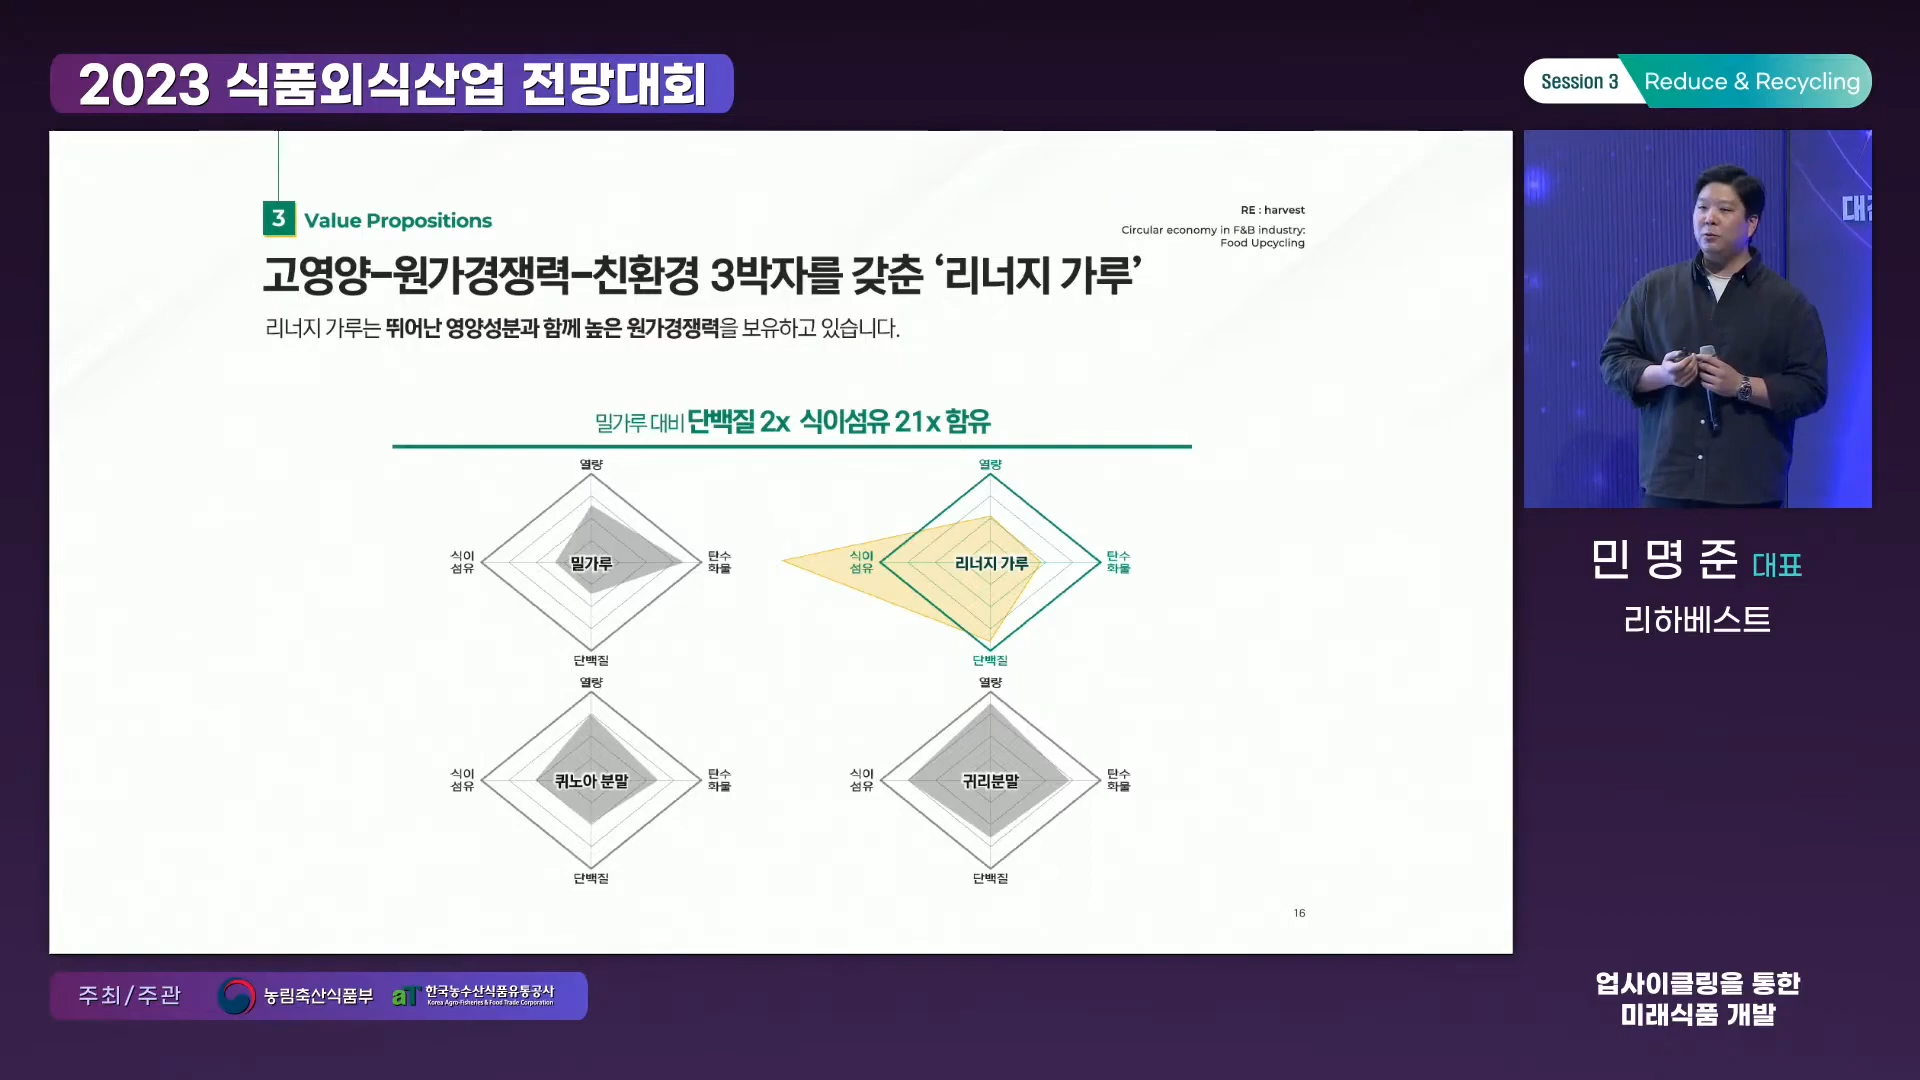 2023 식품외식산업 전망대회
Session 3 Reduce & Recycling
3 Value Propositions
RE : harvest
Circular economy in F&B industry:
Food Upcycling
고영양–원가경쟁력–친환경 3박자를 갖춘 ‘리너지 가루’
리너지 가루는 뛰어난 영양성분과 함께 높은 원가경쟁력을 보유하고 있습니다.
밀가루 대비 단백질 2x 식이섬유 21x 함유
열량
식이
섬유
밀가루
탄수
화물
단백질
열량
식이
섬유
리너지 가루
탄수
화물
단백질
열량
식이
섬유
퀴노아 분말
탄수
화물
단백질
열량
식이
섬유
귀리분말
탄수
화물
단백질
16
민명준 대표
리하베스트
업사이클링을 통한
미래식품 개발
주최/주관 농림축산식품부 aT 한국농수산식품유통공사
Korea Agro-Fisheries & Food Trade Corporation